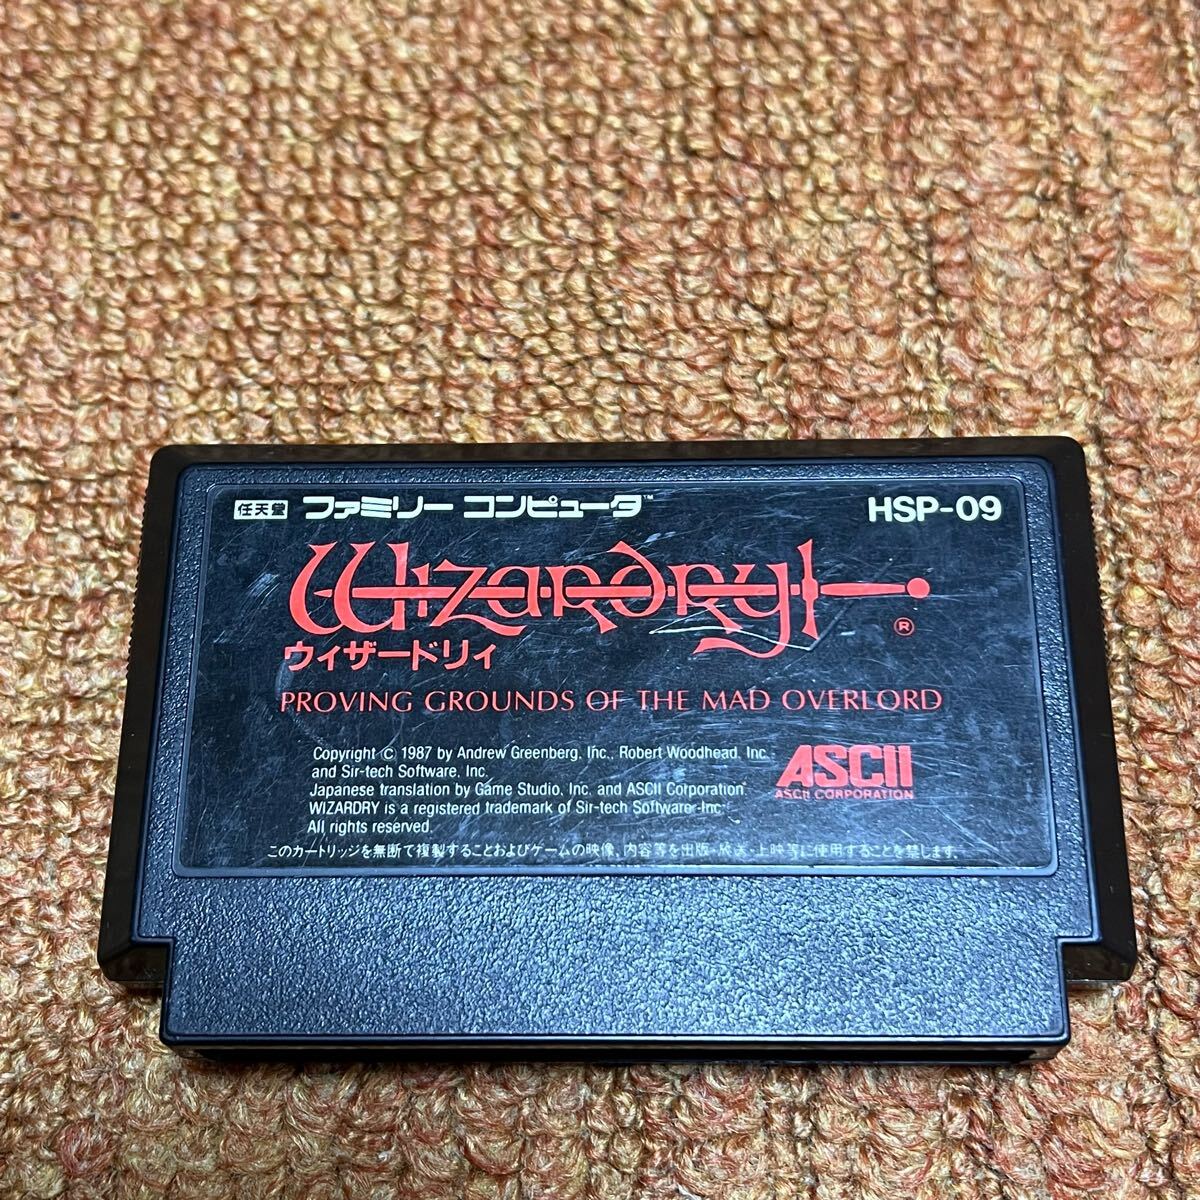 任天堂 ファミリー コンピュータ™ HSP-09
Wizardry®
ウィザードリィ
PROVING GROUNDS OF THE MAD OVERLORD
Copyright © 1987 by Andrew Greenberg, Inc., Robert Woodhead, Inc.
and Sir-tech Software, Inc.
Japanese translation by Game Studio, Inc. and ASCII Corporation
WIZARDRY is a registered trademark of Sir-tech Software Inc.
All rights reserved.
ASCII
ASCII CORPORATION
このカートリッジを無断で複製することおよびゲームの映像、内容等を出版・放送・上映等に使用することを禁じます。